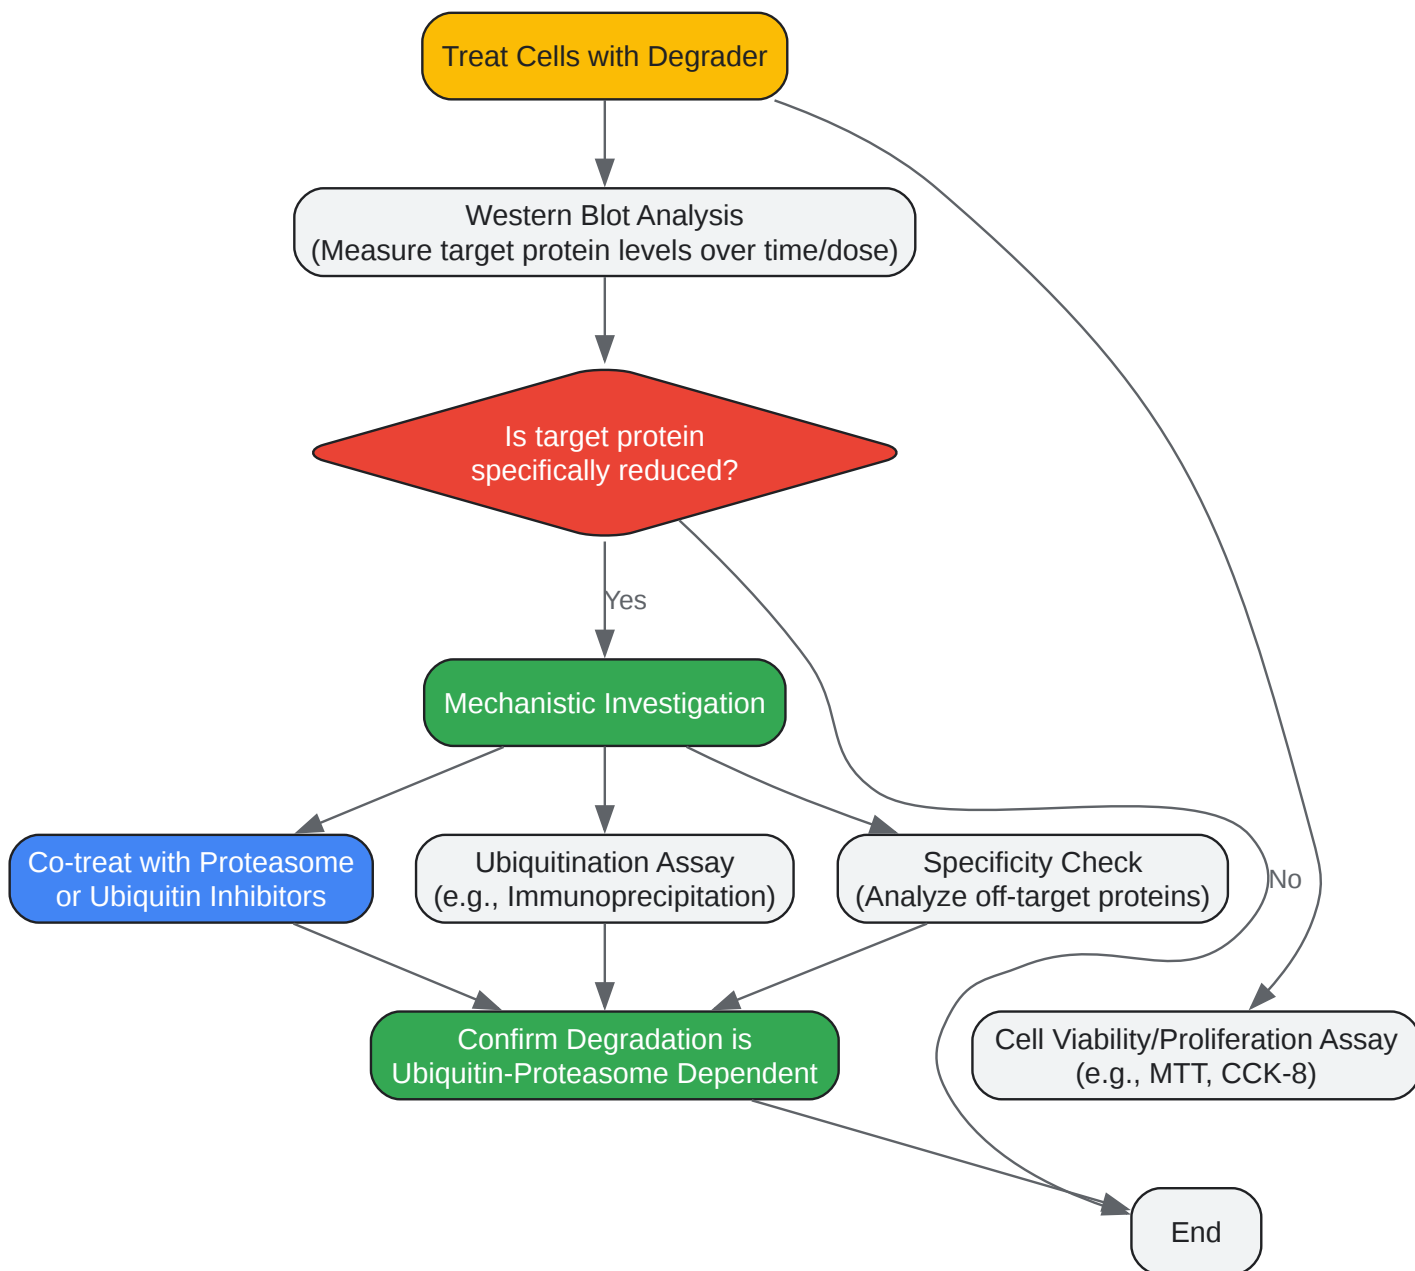 Treat Cells with Degrader
Western Blot Analysis
(Measure target protein levels over time/dose)
Is target protein
specifically reduced?
Yes
Mechanistic Investigation
Co-treat with Proteasome
or Ubiquitin Inhibitors
Ubiquitination Assay
(e.g., Immunoprecipitation)
Specificity Check
(Analyze off-target proteins)
No
Confirm Degradation is
Ubiquitin-Proteasome Dependent
Cell Viability/Proliferation Assay
(e.g., MTT, CCK-8)
End